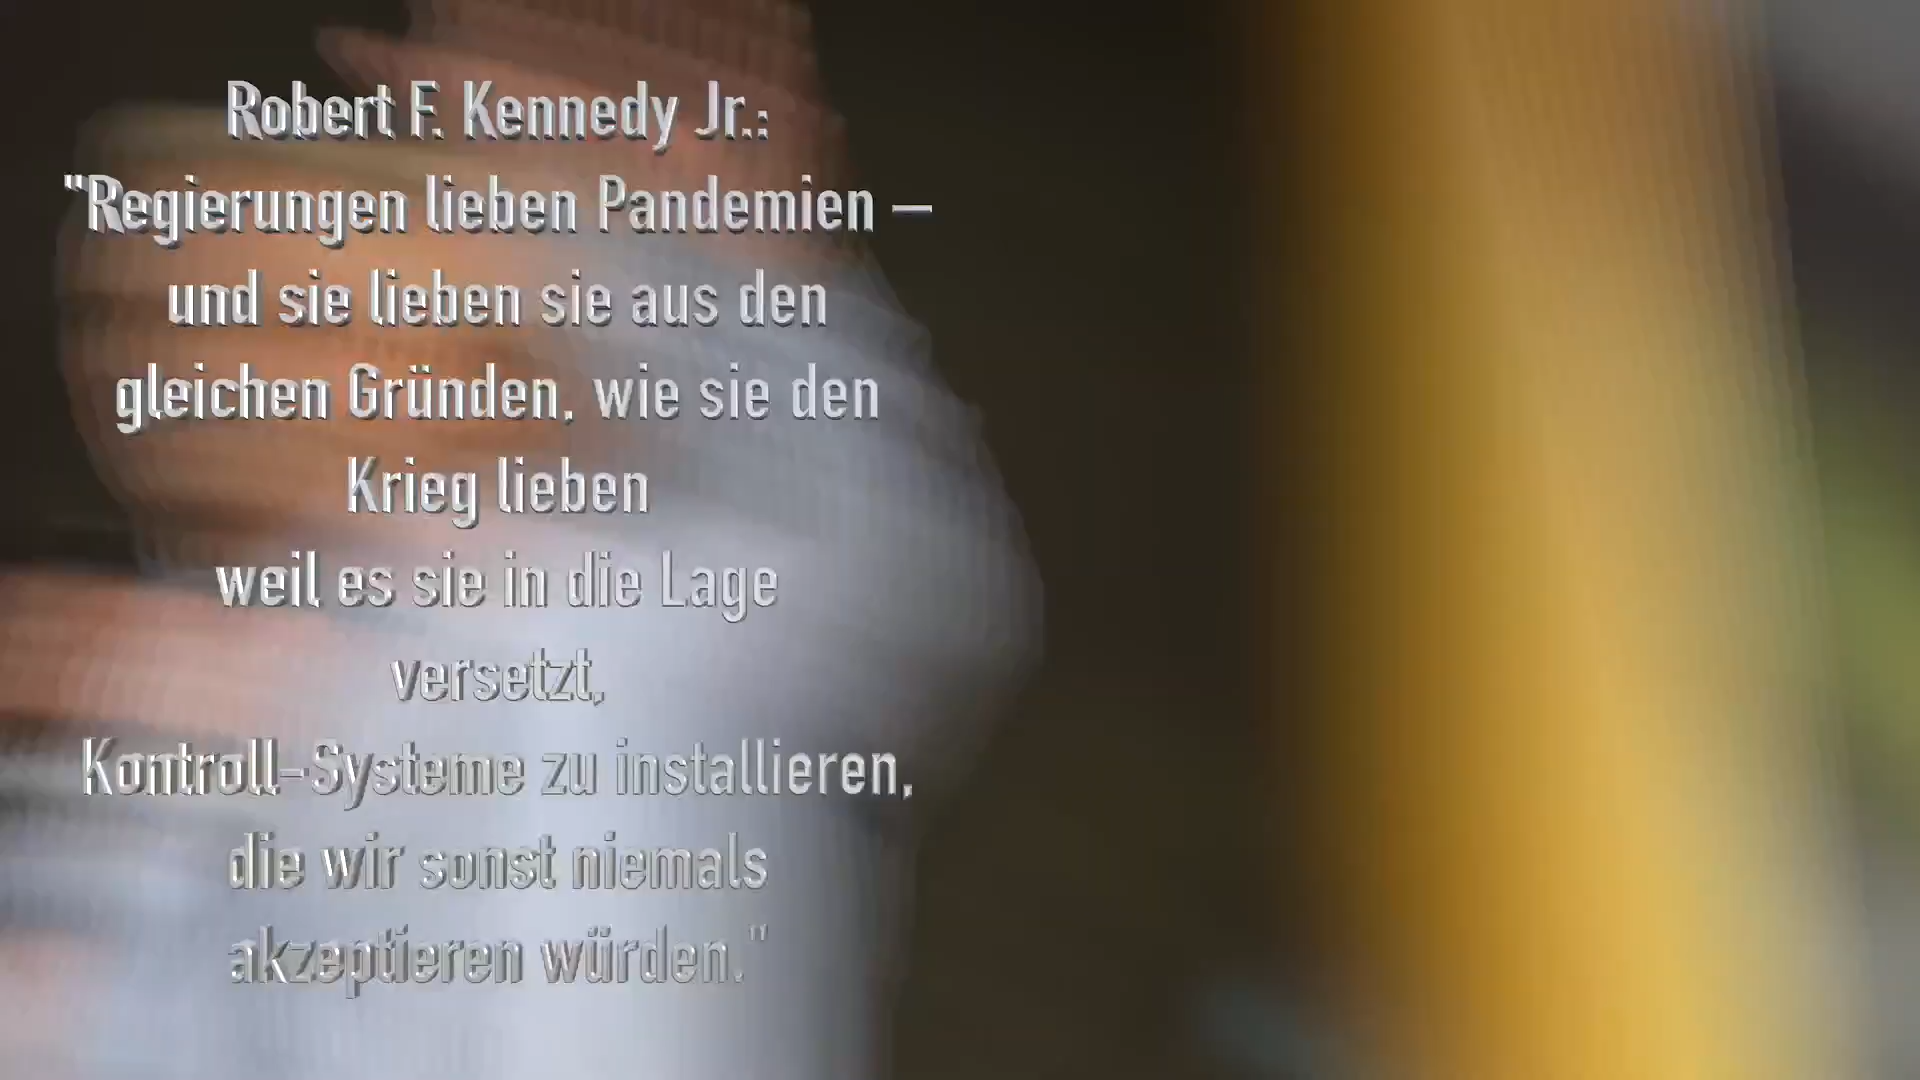 Robert F. Kennedy Jr.:
"Regierungen lieben Pandemien –
und sie lieben sie aus den
gleichen Gründen, wie sie den
Krieg lieben
weil es sie in die Lage
versetzt,
Kontroll-Systeme zu installieren,
die wir sonst niemals
akzeptieren würden."